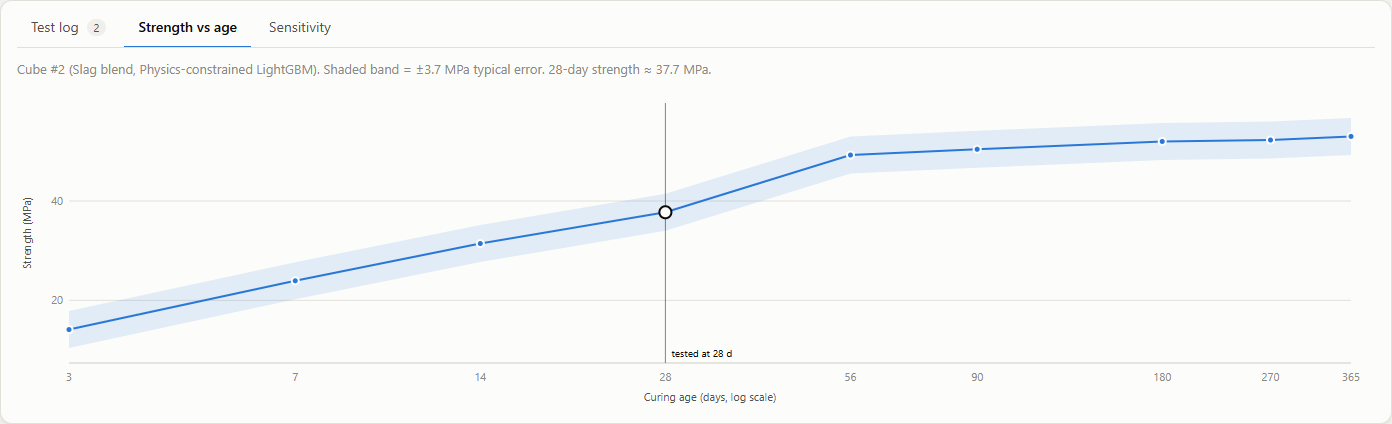 Test log 2 Strength vs age Sensitivity
Cube #2 (Slag blend, Physics-constrained LightGBM). Shaded band = ±3.7 MPa typical error. 28-day strength ≈ 37.7 MPa.
Strength (MPa)
40
20
tested at 28 d
3 7 14 28 56 90 180 270 365
Curing age (days, log scale)